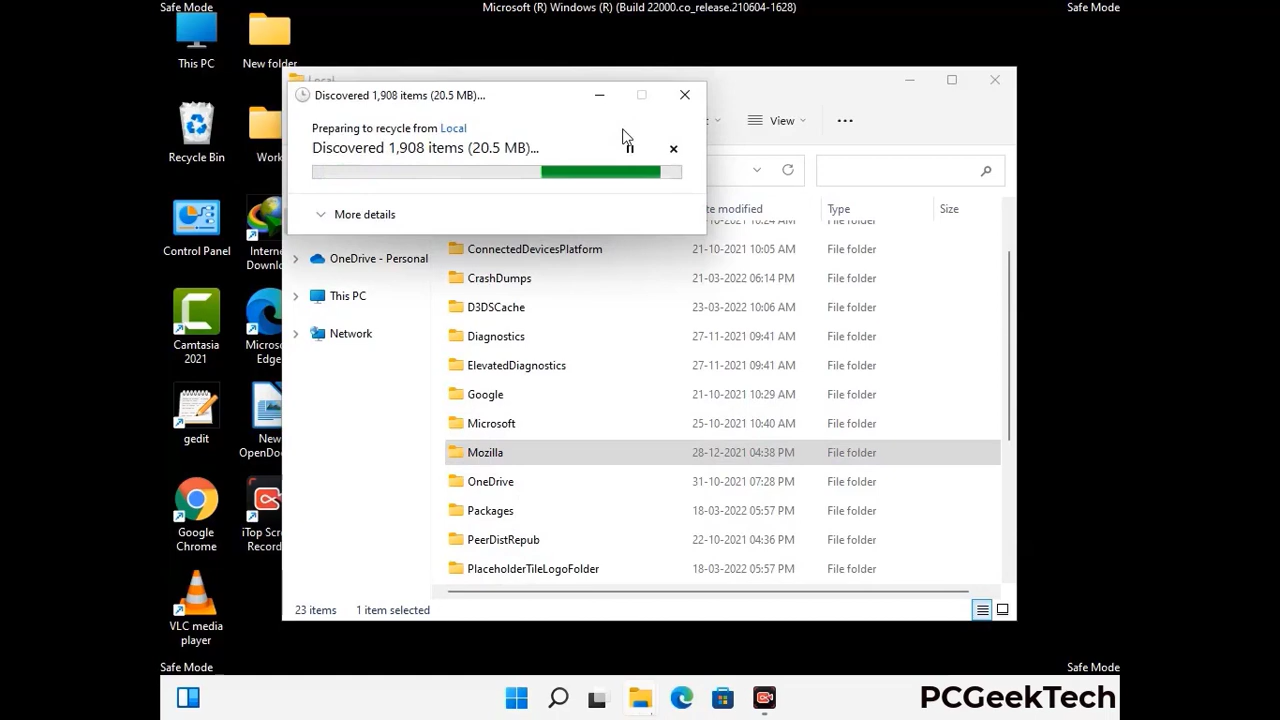 Safe Mode
Microsoft (R) Windows (R) (Build 22000.co_release.210604-1628)
Safe Mode
This PC
New folder
Recycle Bin
Work
Control Panel
Internet
Downlo
Camtasia
2021
Micros
Edge
gedit
New
OpenDoc
Google
Chrome
iTop Scr
Record
VLC media
player
Local
Discovered 1,908 items (20.5 MB)...
Preparing to recycle from Local
Discovered 1,908 items (20.5 MB)...
More details
View
te modified
Type
Size
OneDrive - Personal
This PC
Network
File folder
ConnectedDevicesPlatform 21-10-2021 10:05 AM File folder
CrashDumps 21-03-2022 06:14 PM File folder
D3DSCache 23-03-2022 10:06 AM File folder
Diagnostics 27-11-2021 09:41 AM File folder
ElevatedDiagnostics 27-11-2021 09:41 AM File folder
Google 21-10-2021 10:29 AM File folder
Microsoft 25-10-2021 10:40 AM File folder
Mozilla 28-12-2021 04:38 PM File folder
OneDrive 31-10-2021 07:28 PM File folder
Packages 18-03-2022 05:57 PM File folder
PeerDistRepub 22-10-2021 04:36 PM File folder
PlaceholderTileLogoFolder 18-03-2022 05:57 PM File folder
23 items 1 item selected
Safe Mode
Safe Mode
PCGeekTech